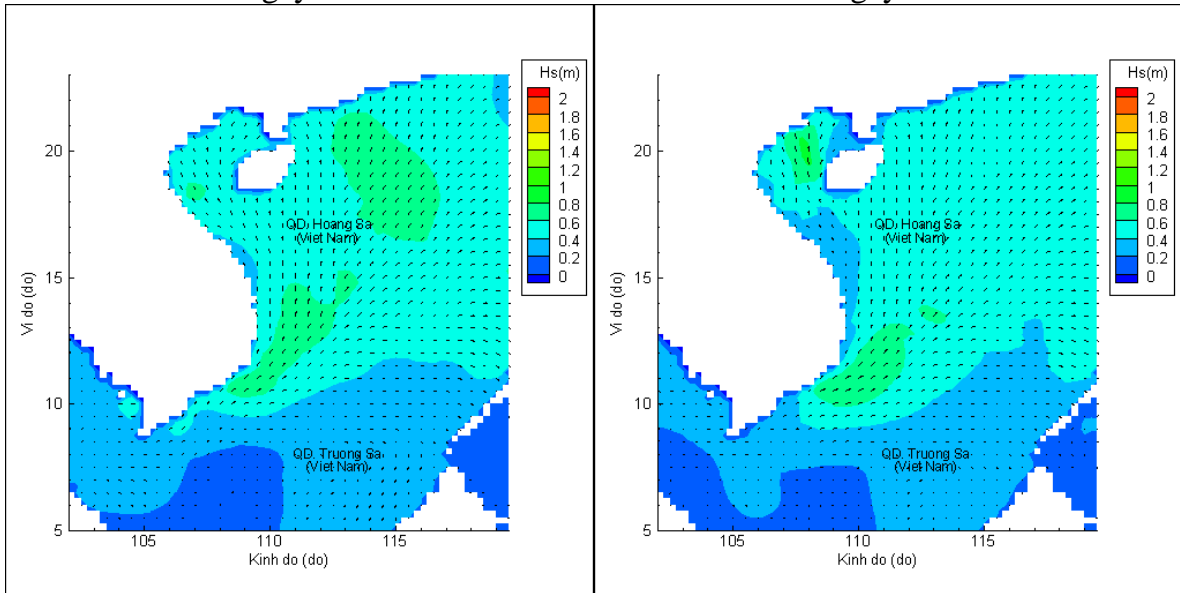 Hs(m)
2
1.8
1.6
1.4
1.2
1
0.8
0.6
0.4
0.2
0
20
15
10
5
Vi do (do)
QD. Hoang Sa
(Viet Nam)
QD. Truong Sa
(Viet Nam)
105
110
115
Kinh do (do)
Hs(m)
2
1.8
1.6
1.4
1.2
1
0.8
0.6
0.4
0.2
0
20
15
10
5
Vi do (do)
QD. Hoang Sa
(Viet Nam)
QD. Truong Sa
(Viet Nam)
105
110
115
Kinh do (do)